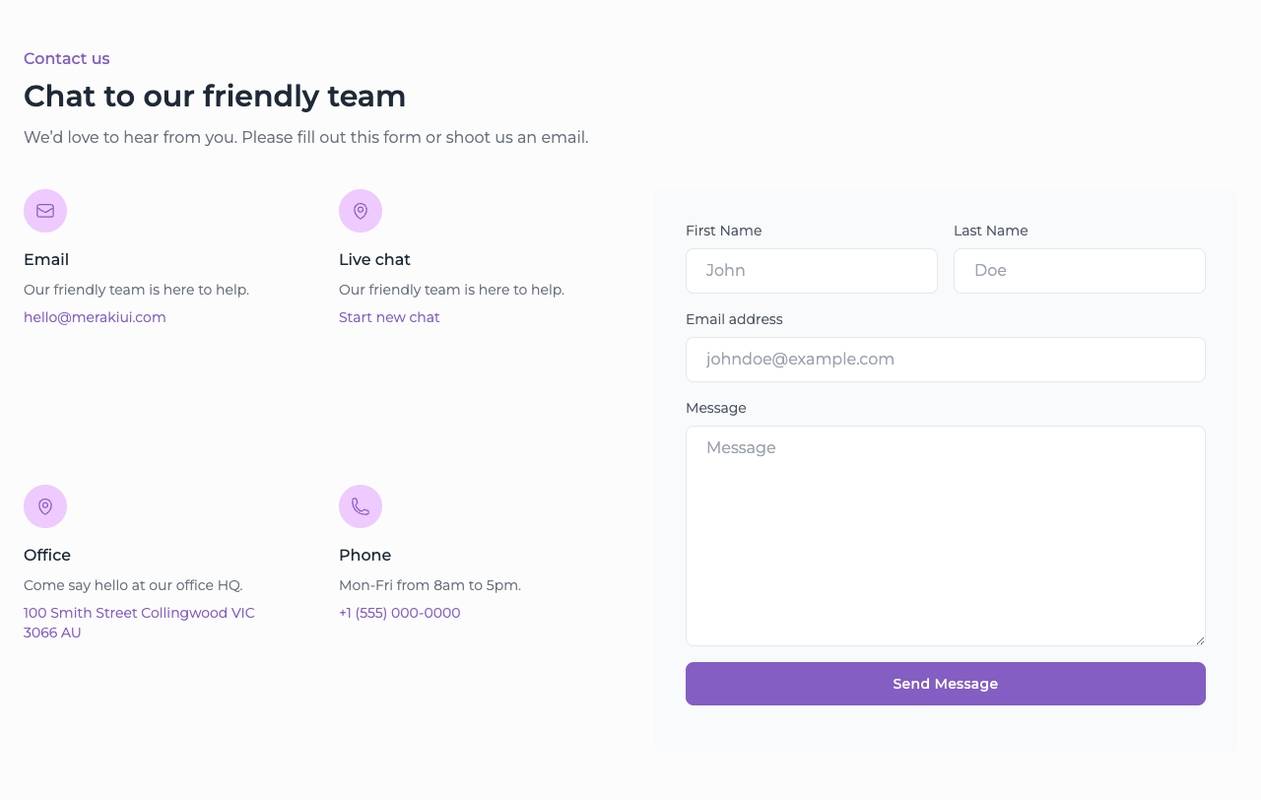 Contact us
Chat to our friendly team
We’d love to hear from you. Please fill out this form or shoot us an email.
Email
Our friendly team is here to help.
hello@merakiui.com
Live chat
Our friendly team is here to help.
Start new chat
Office
Come say hello at our office HQ.
100 Smith Street Collingwood VIC
3066 AU
Phone
Mon-Fri from 8am to 5pm.
+1 (555) 000-0000
First Name
John
Last Name
Doe
Email address
johndoe@example.com
Message
Message
Send Message